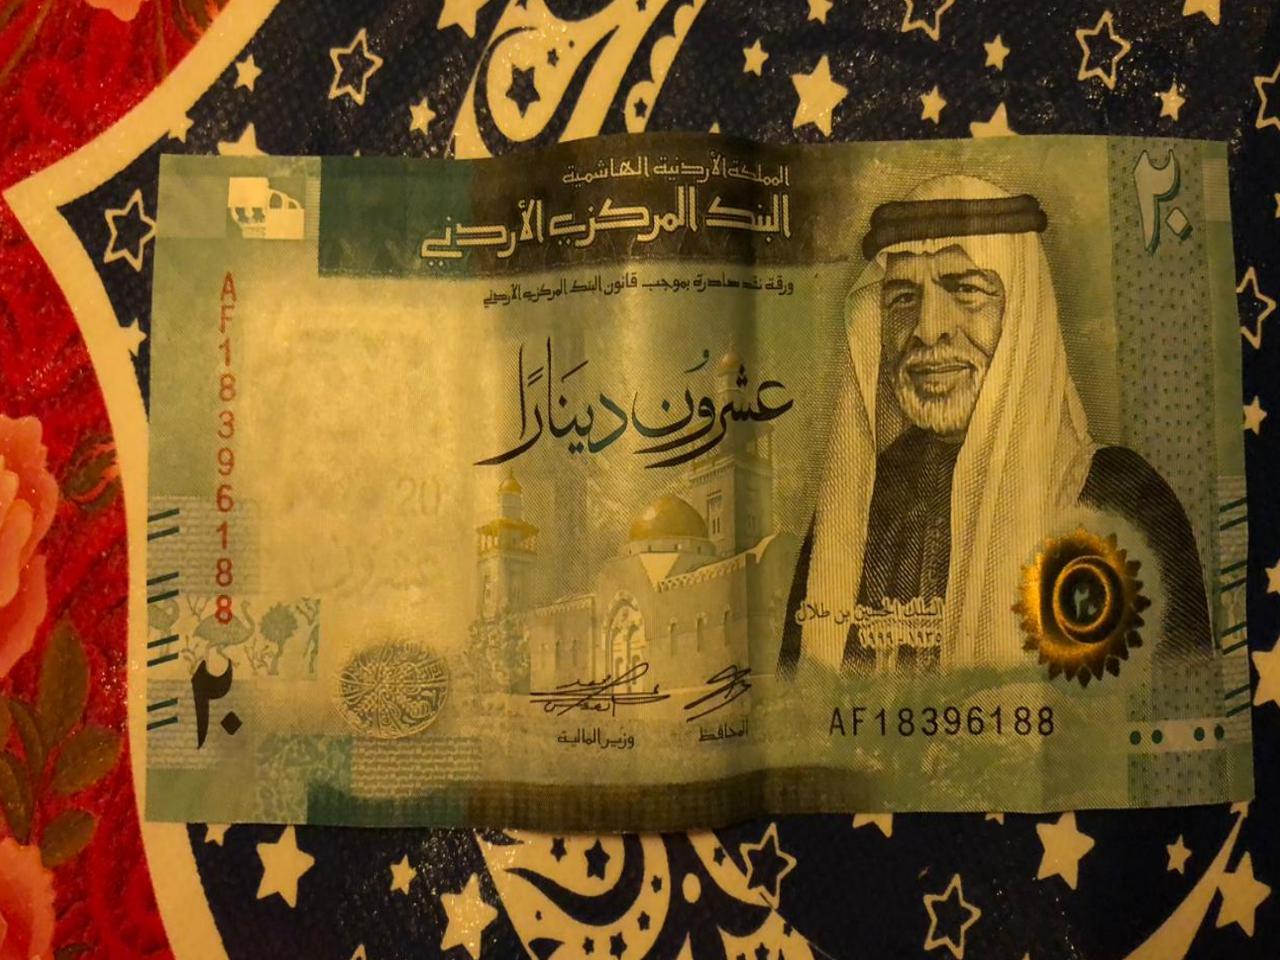 المملكة الأردنية الهاشمية
البنك المركزي الأردني
ورقة نقد صادرة بموجب قانون البنك المركزي الأردني
٢٠
AF18396188
عشرون دينارًا
20
عشرون
الملك الحسين بن طلال
١٩٣٥ - ١٩٩٩
٢٠
AF18396188
٢٠
وزير المالية
المحافظ